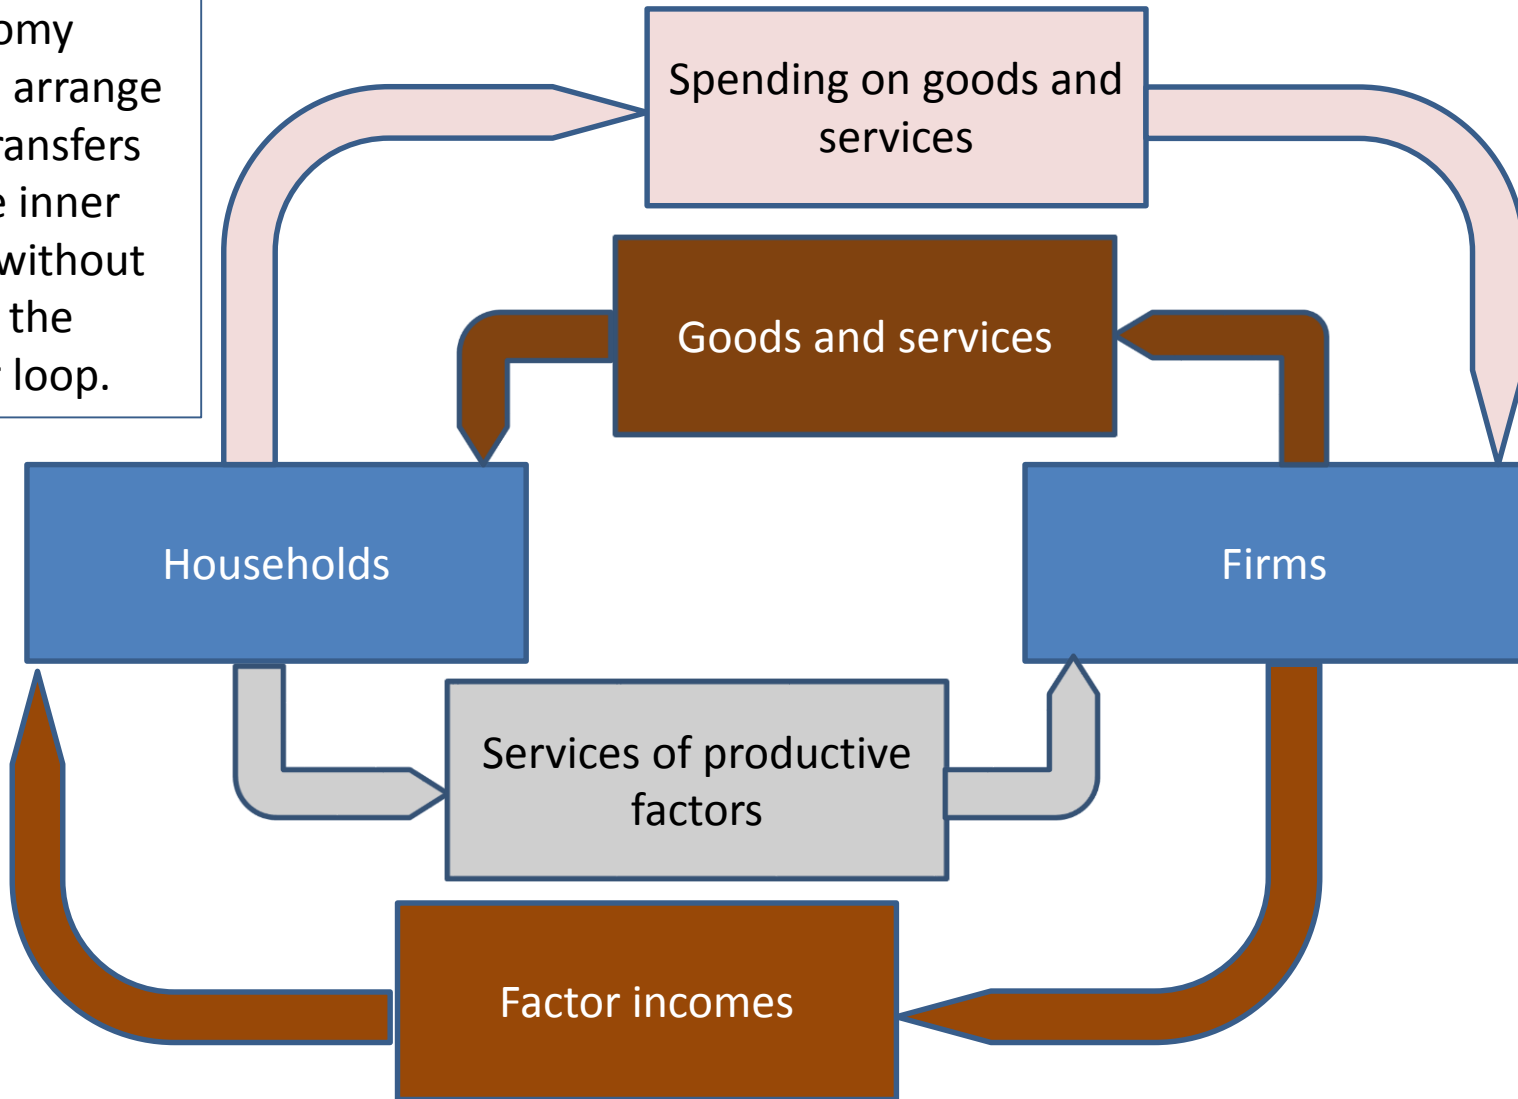 omy
arrange
ransfers
e inner
without
the
r loop.
Spending on goods and
services
Goods and services
Households
Firms
Services of productive
factors
Factor incomes